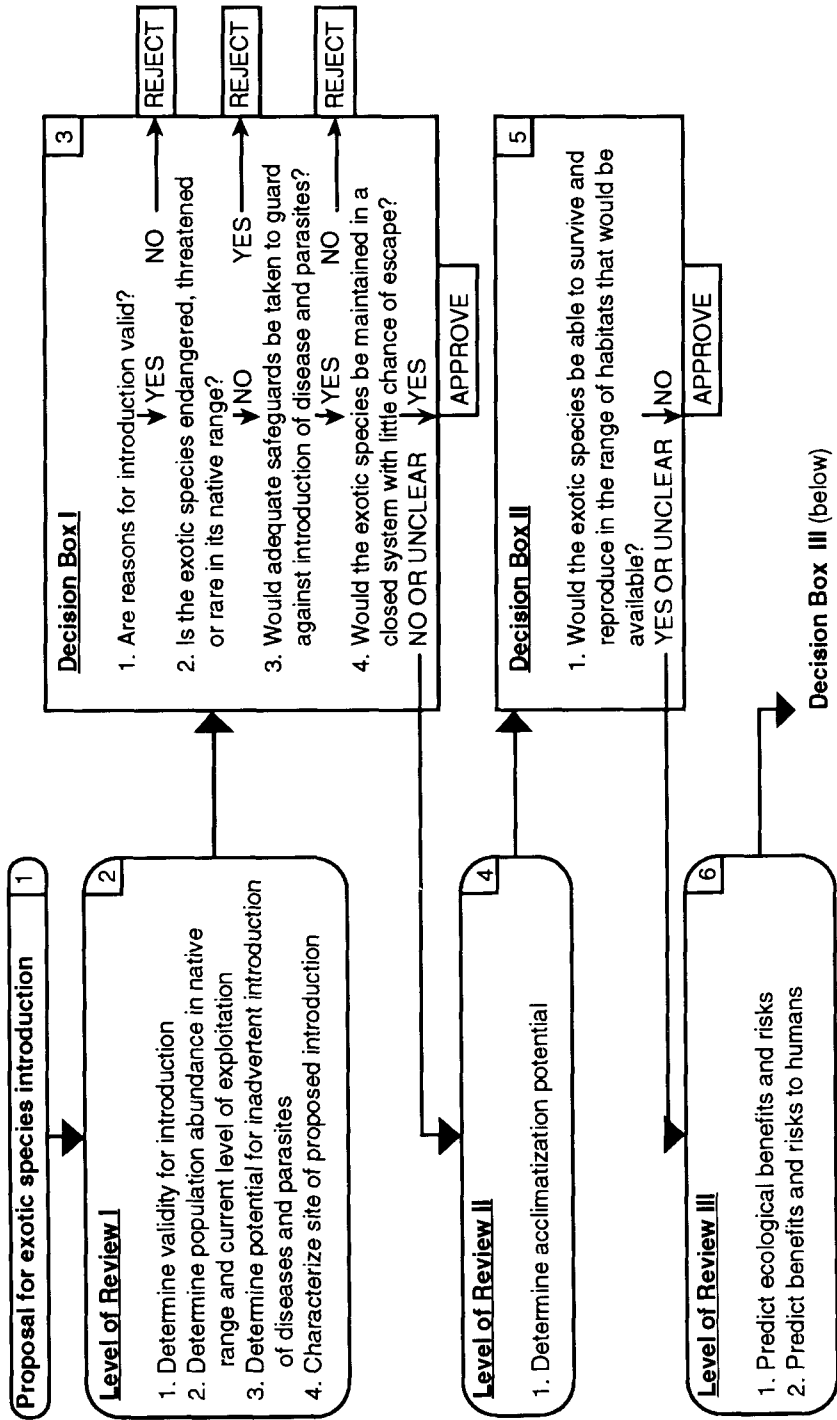 Proposal for exotic species introduction
1
Level of Review I
2
1. Determine validity for introduction
2. Determine population abundance in native
range and current level of exploitation
3. Determine potential for inadvertent introduction
of diseases and parasites
4. Characterize site of proposed introduction
Decision Box I
3
1. Are reasons for introduction valid?
YES
NO
REJECT
2. Is the exotic species endangered, threatened
or rare in its native range?
NO
YES
REJECT
3. Would adequate safeguards be taken to guard
against introduction of disease and parasites?
YES
NO
REJECT
4. Would the exotic species be maintained in a
closed system with little chance of escape?
NO OR UNCLEAR
YES
APPROVE
Level of Review II
4
1. Determine acclimatization potential
Decision Box II
5
1. Would the exotic species be able to survive and
reproduce in the range of habitats that would be
available?
YES OR UNCLEAR
NO
APPROVE
Level of Review III
6
1. Predict ecological benefits and risks
2. Predict benefits and risks to humans
Decision Box III (below)